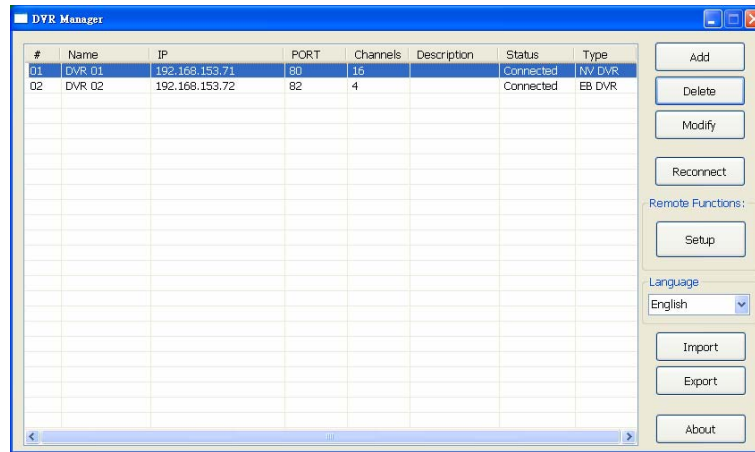 DVR Manager
# Name IP PORT Channels Description Status Type
01 DVR 01 192.168.153.71 80 16 Connected NV DVR
02 DVR 02 192.168.153.72 82 4 Connected EB DVR
Add
Delete
Modify
Reconnect
Remote Functions:
Setup
Language
English
Import
Export
About